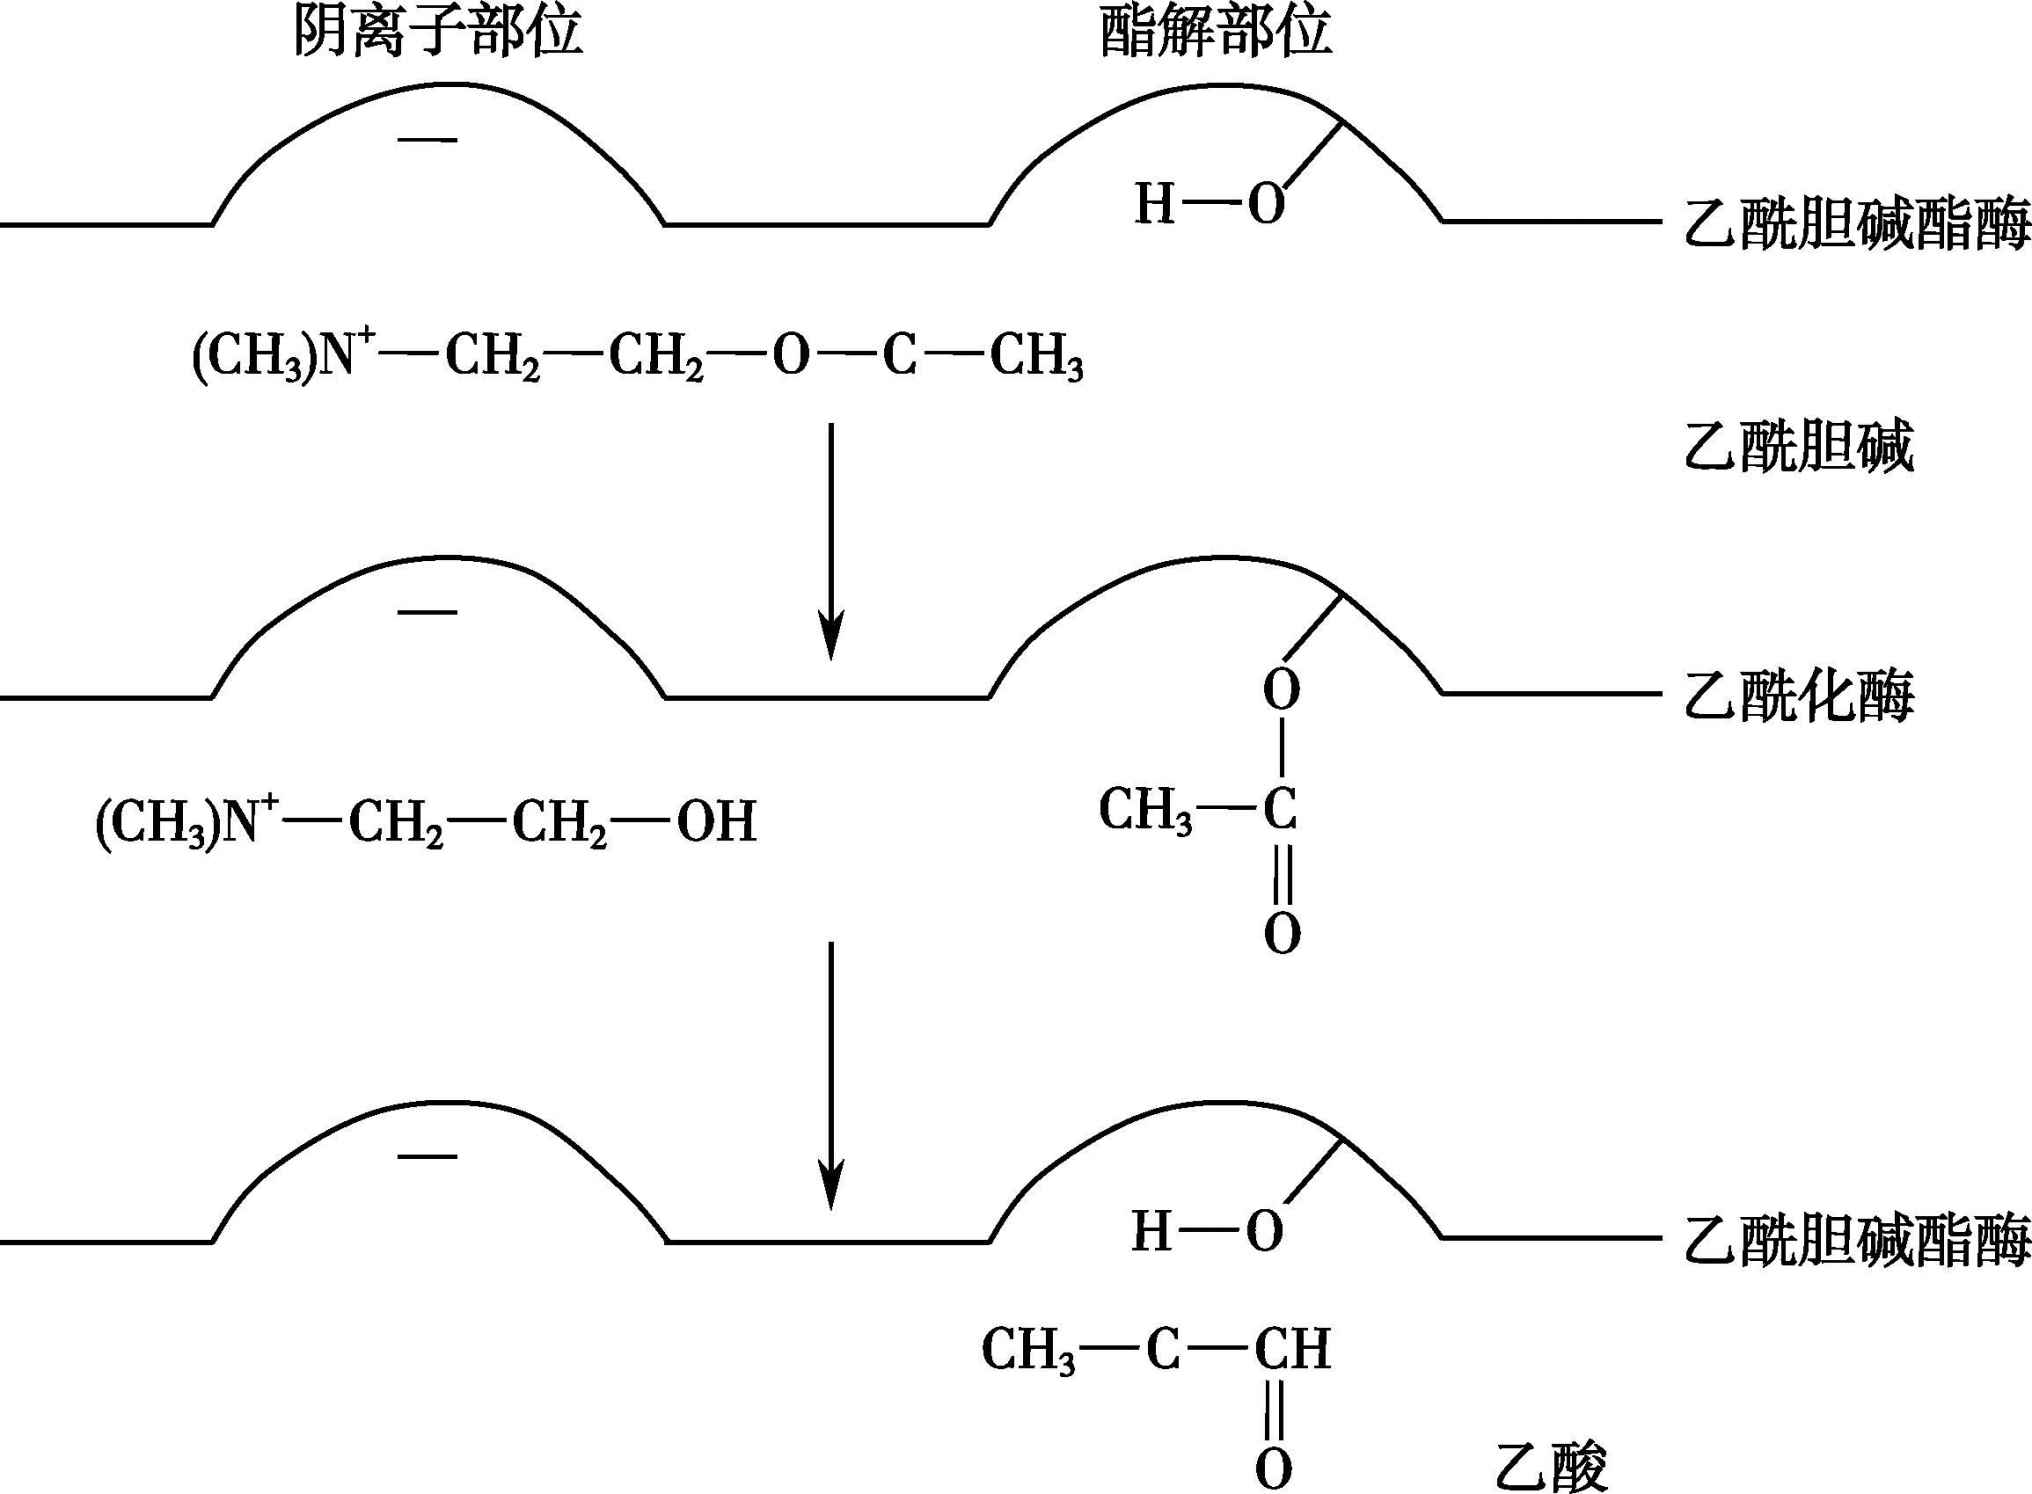 阴离子部位 酯解部位
—
H—O
乙酰胆碱酯酶
(CH₃)N⁺—CH₂—CH₂—O—C—CH₃
乙酰胆碱
—
O
乙酰化酶
(CH₃)N⁺—CH₂—CH₂—OH
CH₃—C
O
—
H—O
乙酰胆碱酯酶
CH₃—C—CH
O
乙酸